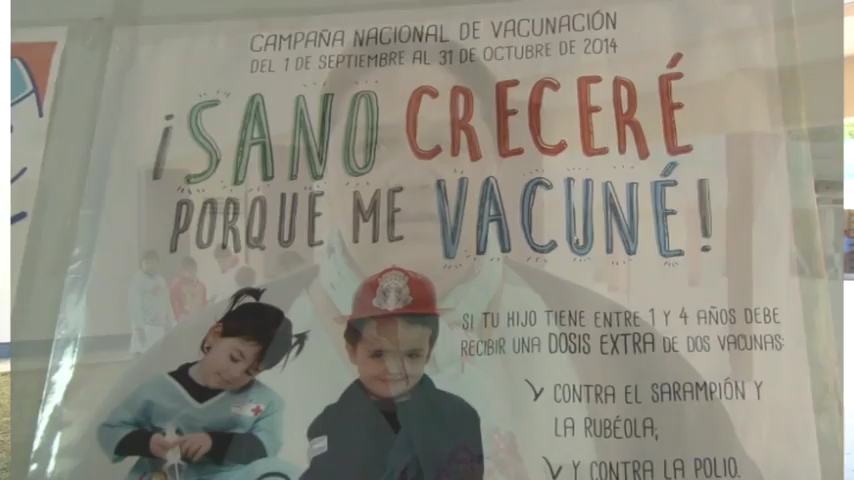 CAMPAÑA NACIONAL DE VACUNACIÓN
DEL 1 DE SEPTIEMBRE AL 31 DE OCTUBRE DE 2014
¡SANO CRECERÉ
PORQUE ME VACUNÉ!
SI TU HIJO TIENE ENTRE 1 Y 4 AÑOS DEBE
RECIBIR UNA DOSIS EXTRA DE DOS VACUNAS:
CONTRA EL SARAMPIÓN Y
LA RUBÉOLA;
Y CONTRA LA POLIO.